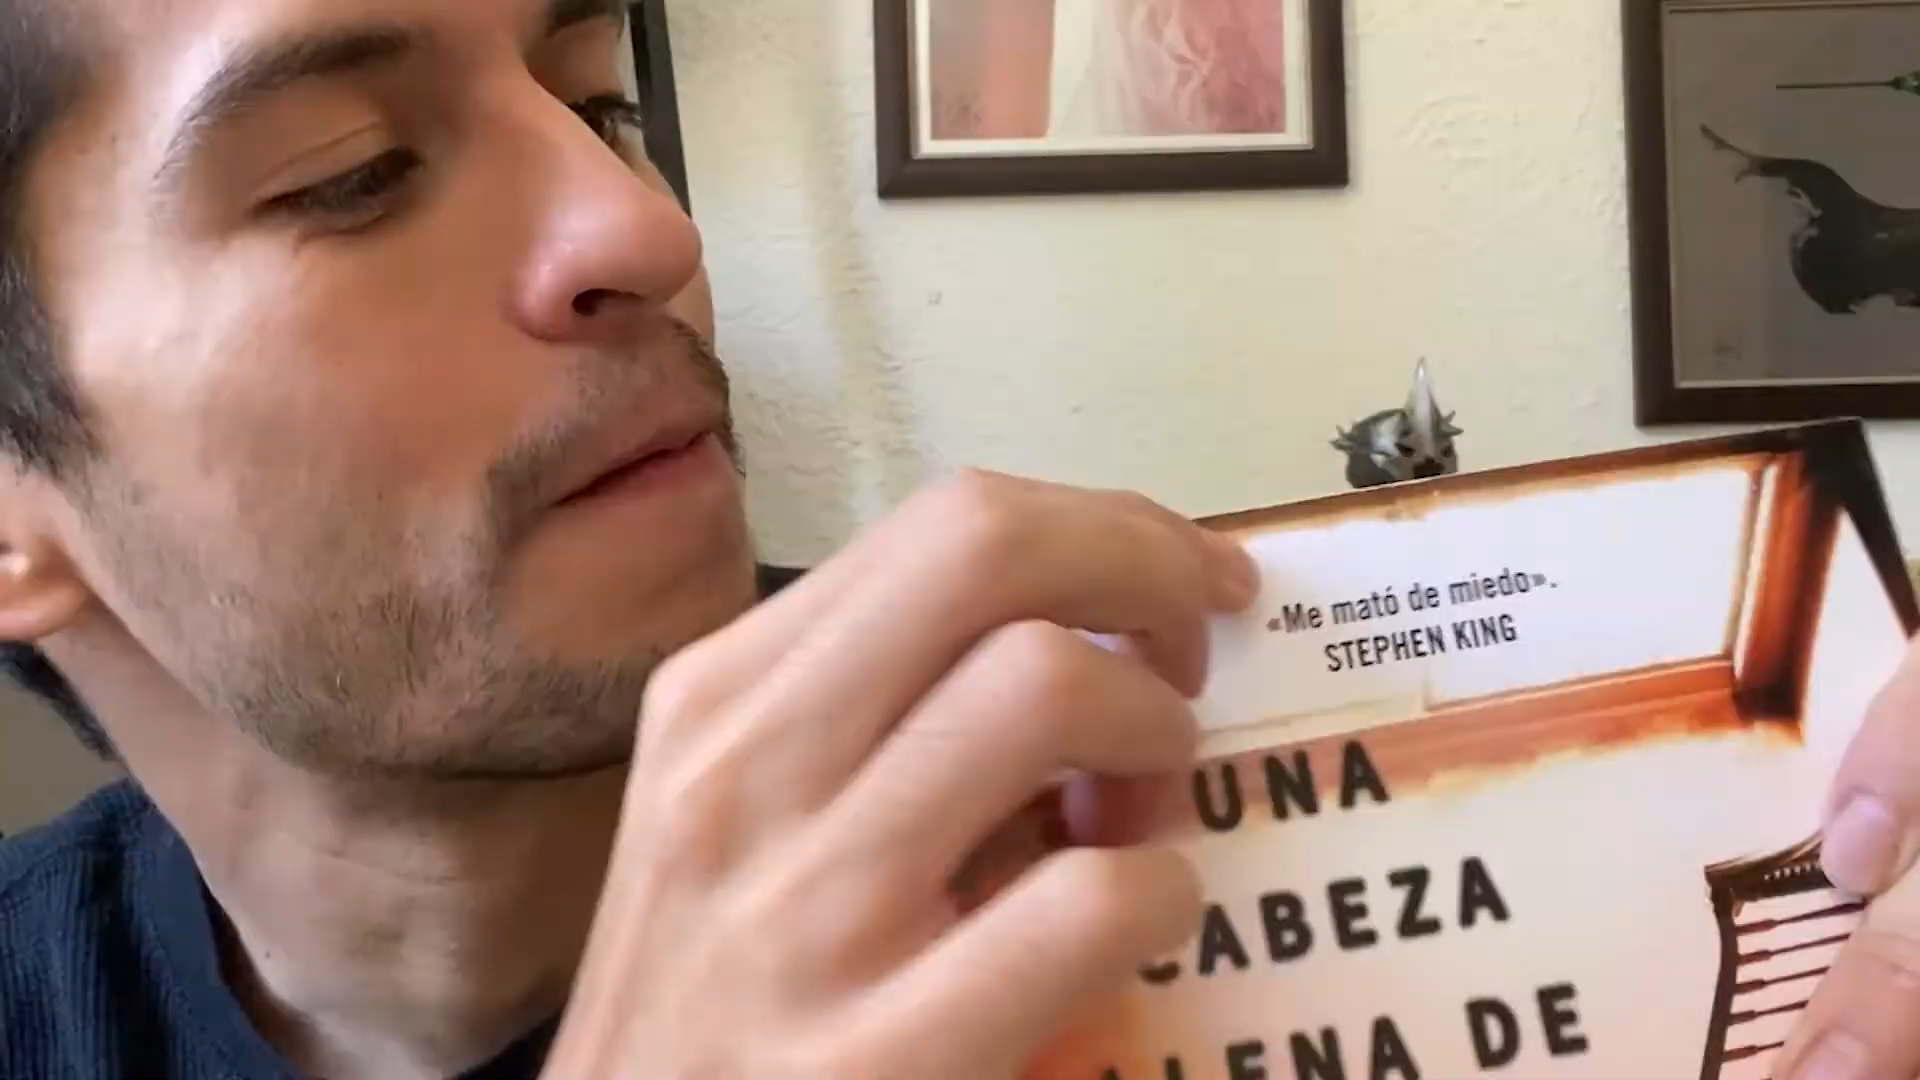 «Me mató de miedo».
STEPHEN KING
UNA
CABEZA
LLENA DE